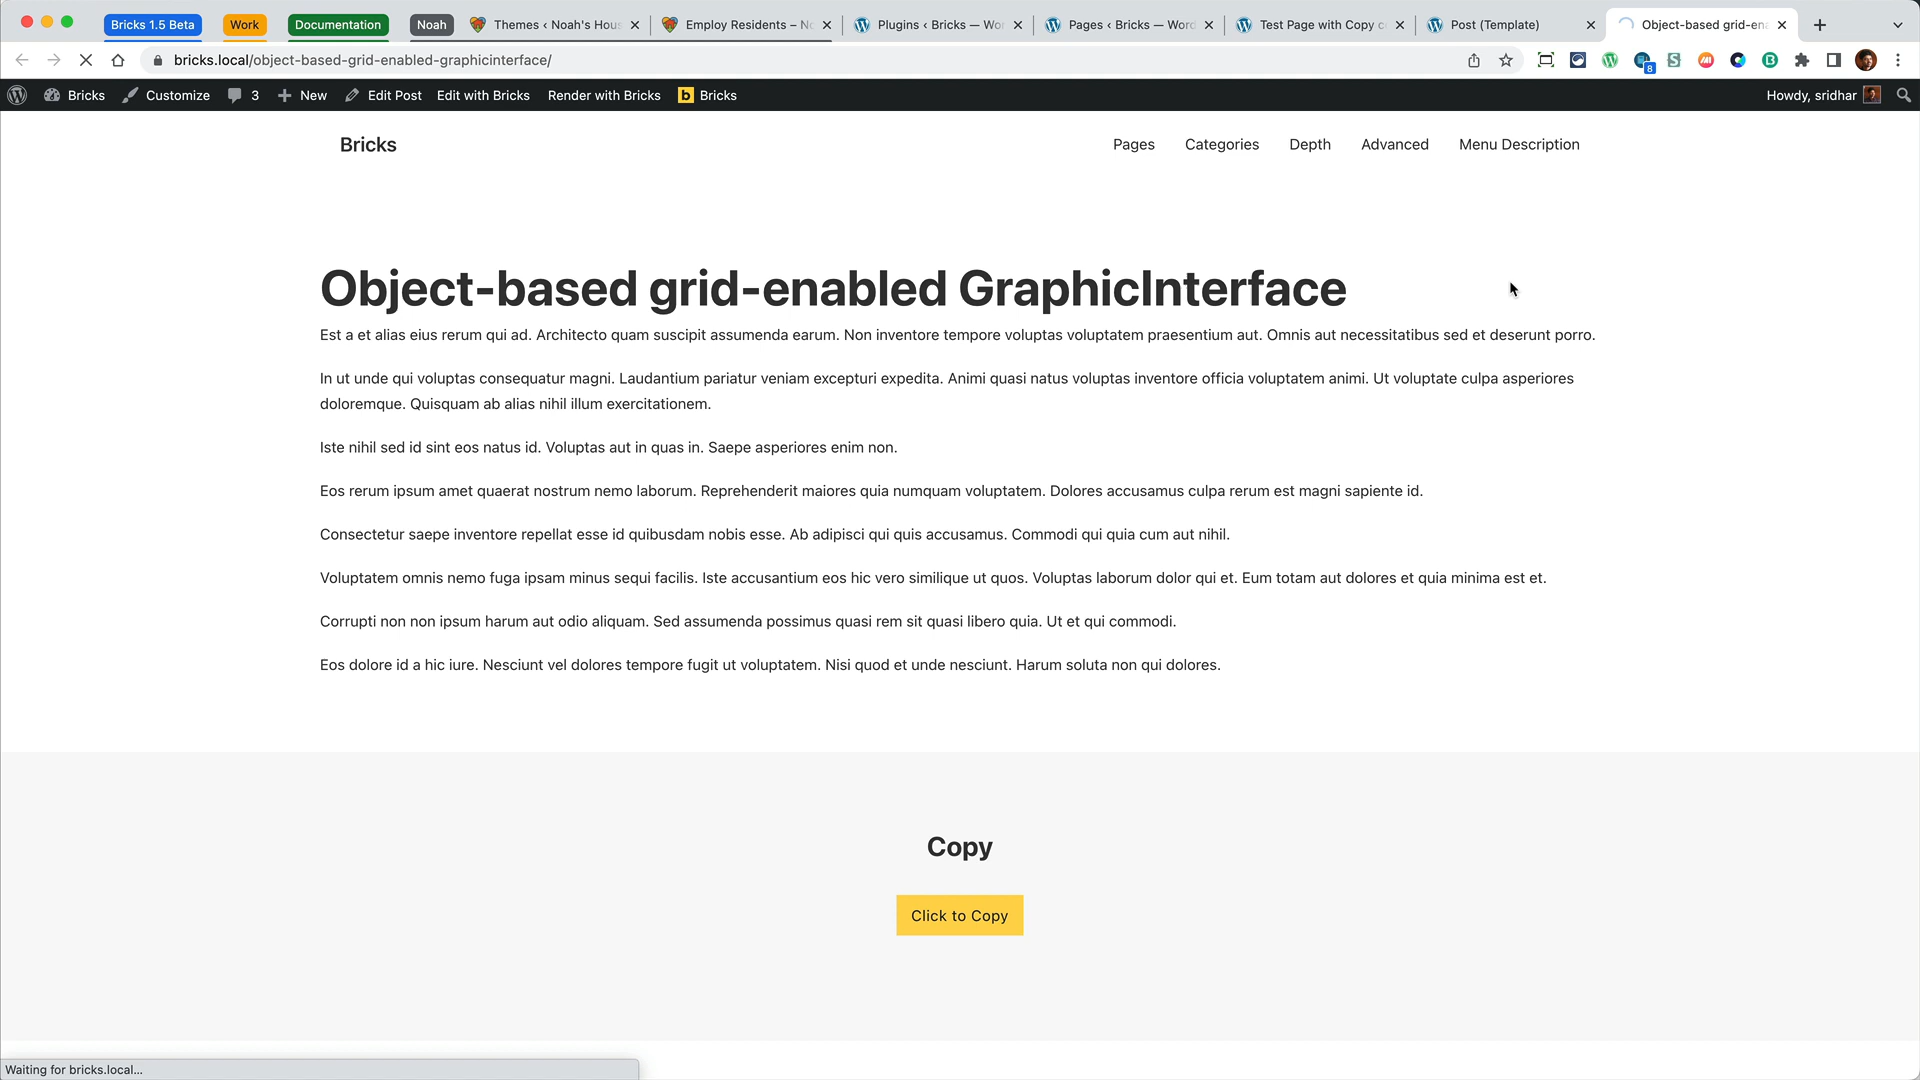 Bricks 1.5 Beta Work Documentation Noah Themes ‹ Noah's Hous Employ Residents – No Plugins ‹ Bricks — Wor Pages ‹ Bricks — Word Test Page with Copy c Post (Template) Object-based grid-ena
bricks.local/object-based-grid-enabled-graphicinterface/ 8
Bricks Customize 3 New Edit Post Edit with Bricks Render with Bricks b Bricks Howdy, sridhar
Bricks Pages Categories Depth Advanced Menu Description
Object-based grid-enabled GraphicInterface
Est a et alias eius rerum qui ad. Architecto quam suscipit assumenda earum. Non inventore tempore voluptas voluptatem praesentium aut. Omnis aut necessitatibus sed et deserunt porro.
In ut unde qui voluptas consequatur magni. Laudantium pariatur veniam excepturi expedita. Animi quasi natus voluptas inventore officia voluptatem animi. Ut voluptate culpa asperiores
doloremque. Quisquam ab alias nihil illum exercitationem.
Iste nihil sed id sint eos natus id. Voluptas aut in quas in. Saepe asperiores enim non.
Eos rerum ipsum amet quaerat nostrum nemo laborum. Reprehenderit maiores quia numquam voluptatem. Dolores accusamus culpa rerum est magni sapiente id.
Consectetur saepe inventore repellat esse id quibusdam nobis esse. Ab adipisci qui quis accusamus. Commodi qui quia cum aut nihil.
Voluptatem omnis nemo fuga ipsam minus sequi facilis. Iste accusantium eos hic vero similique ut quos. Voluptas laborum dolor qui et. Eum totam aut dolores et quia minima est et.
Corrupti non non ipsum harum aut odio aliquam. Sed assumenda possimus quasi rem sit quasi libero quia. Ut et qui commodi.
Eos dolore id a hic iure. Nesciunt vel dolores tempore fugit ut voluptatem. Nisi quod et unde nesciunt. Harum soluta non qui dolores.
Copy
Click to Copy
Waiting for bricks.local...